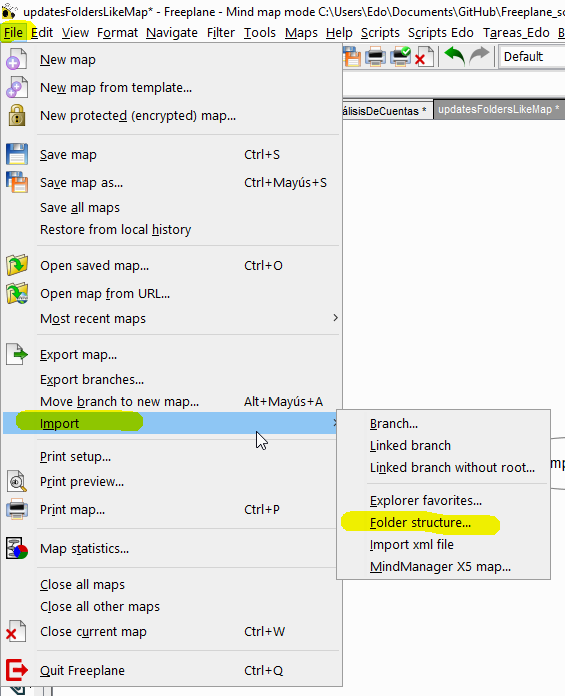 updatesFoldersLikeMap* - Freeplane - Mind map mode C:\Users\Edo\Documents\GitHub\Freeplane_sc
File Edit View Format Navigate Filter Tools Maps Help Scripts Scripts Edo Tareas_Edo B
New map
Default
New map from template...
álisisDeCuentas * updatesFoldersLikeMap *
New protected (encrypted) map...
Save map Ctrl+S
Save map as... Ctrl+Mayús+S
Save all maps
Restore from local history
Open saved map... Ctrl+O
Open map from URL...
Most recent maps
Export map...
Export branches...
Move branch to new map... Alt+Mayús+A
Import
Branch...
Linked branch
Linked branch without root...
Explorer favorites...
Folder structure...
Import xml file
MindManager X5 map...
mp
Print setup...
Print preview...
Print map... Ctrl+P
Map statistics...
Close all maps
Close all other maps
Close current map Ctrl+W
Quit Freeplane Ctrl+Q